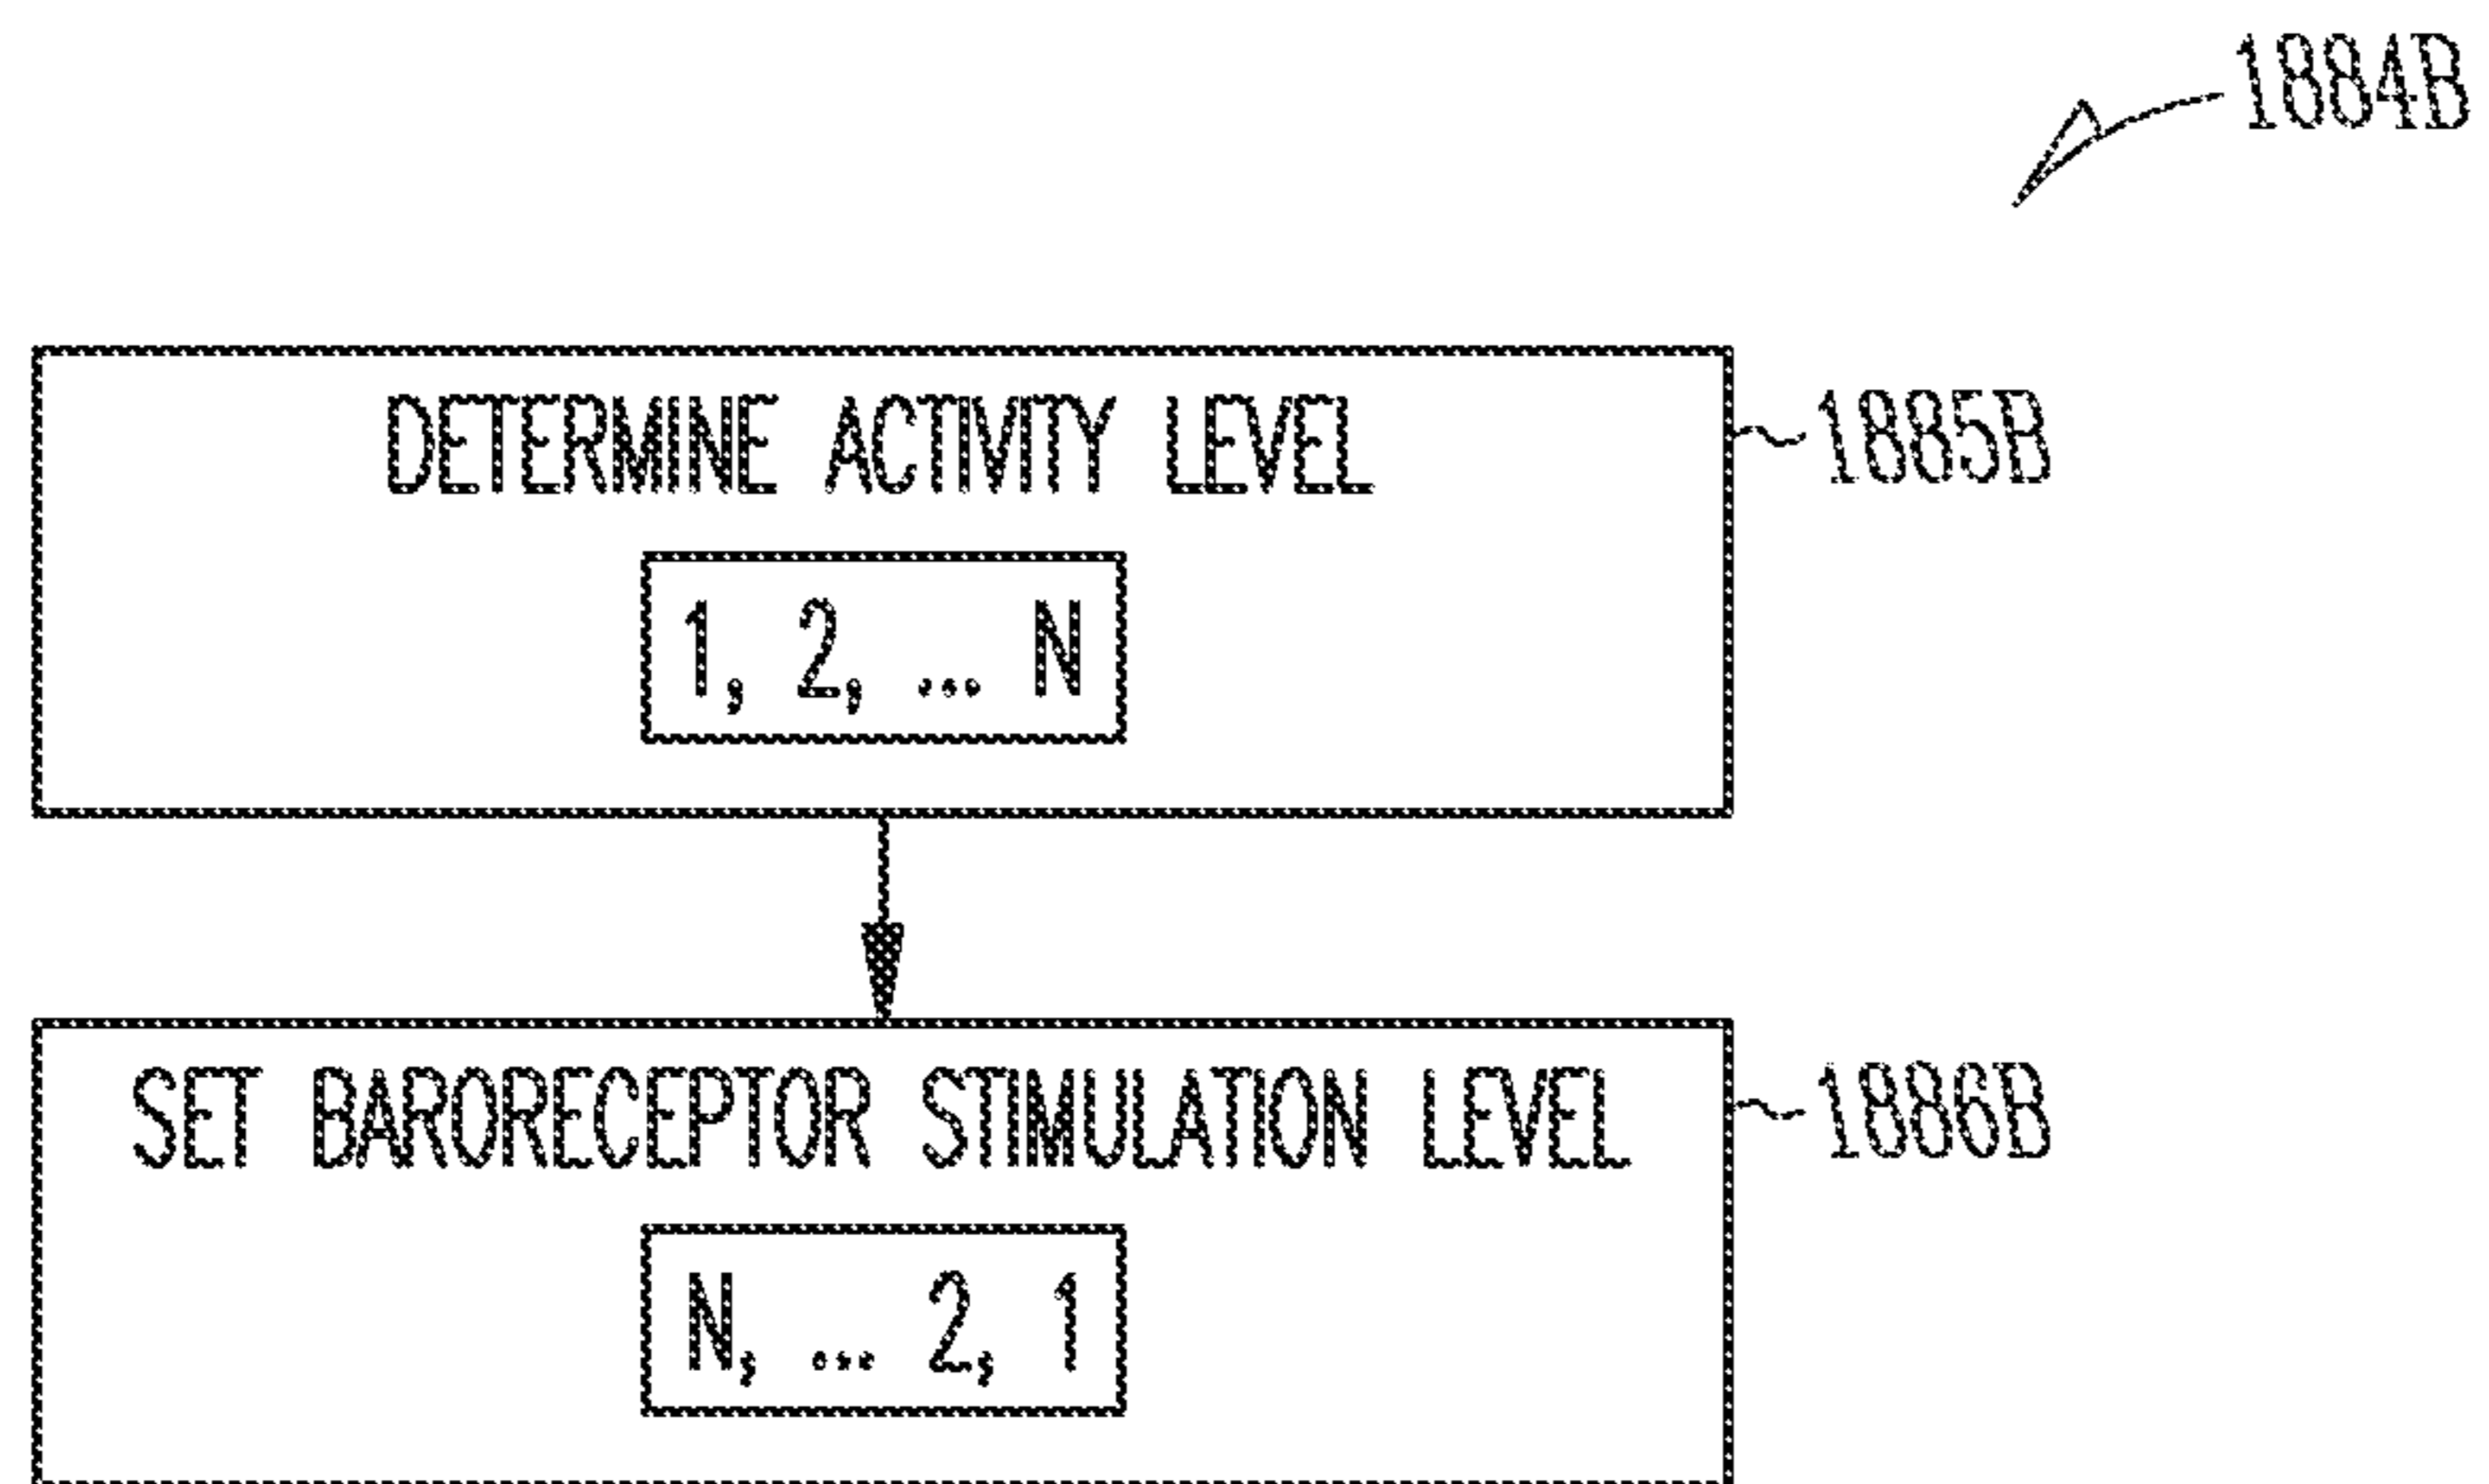 1884B
DETERMINE ACTIVITY LEVEL
1885B
1, 2, ... N
SET BARORECEPTOR STIMULATION LEVEL
1886B
N, ... 2, 1